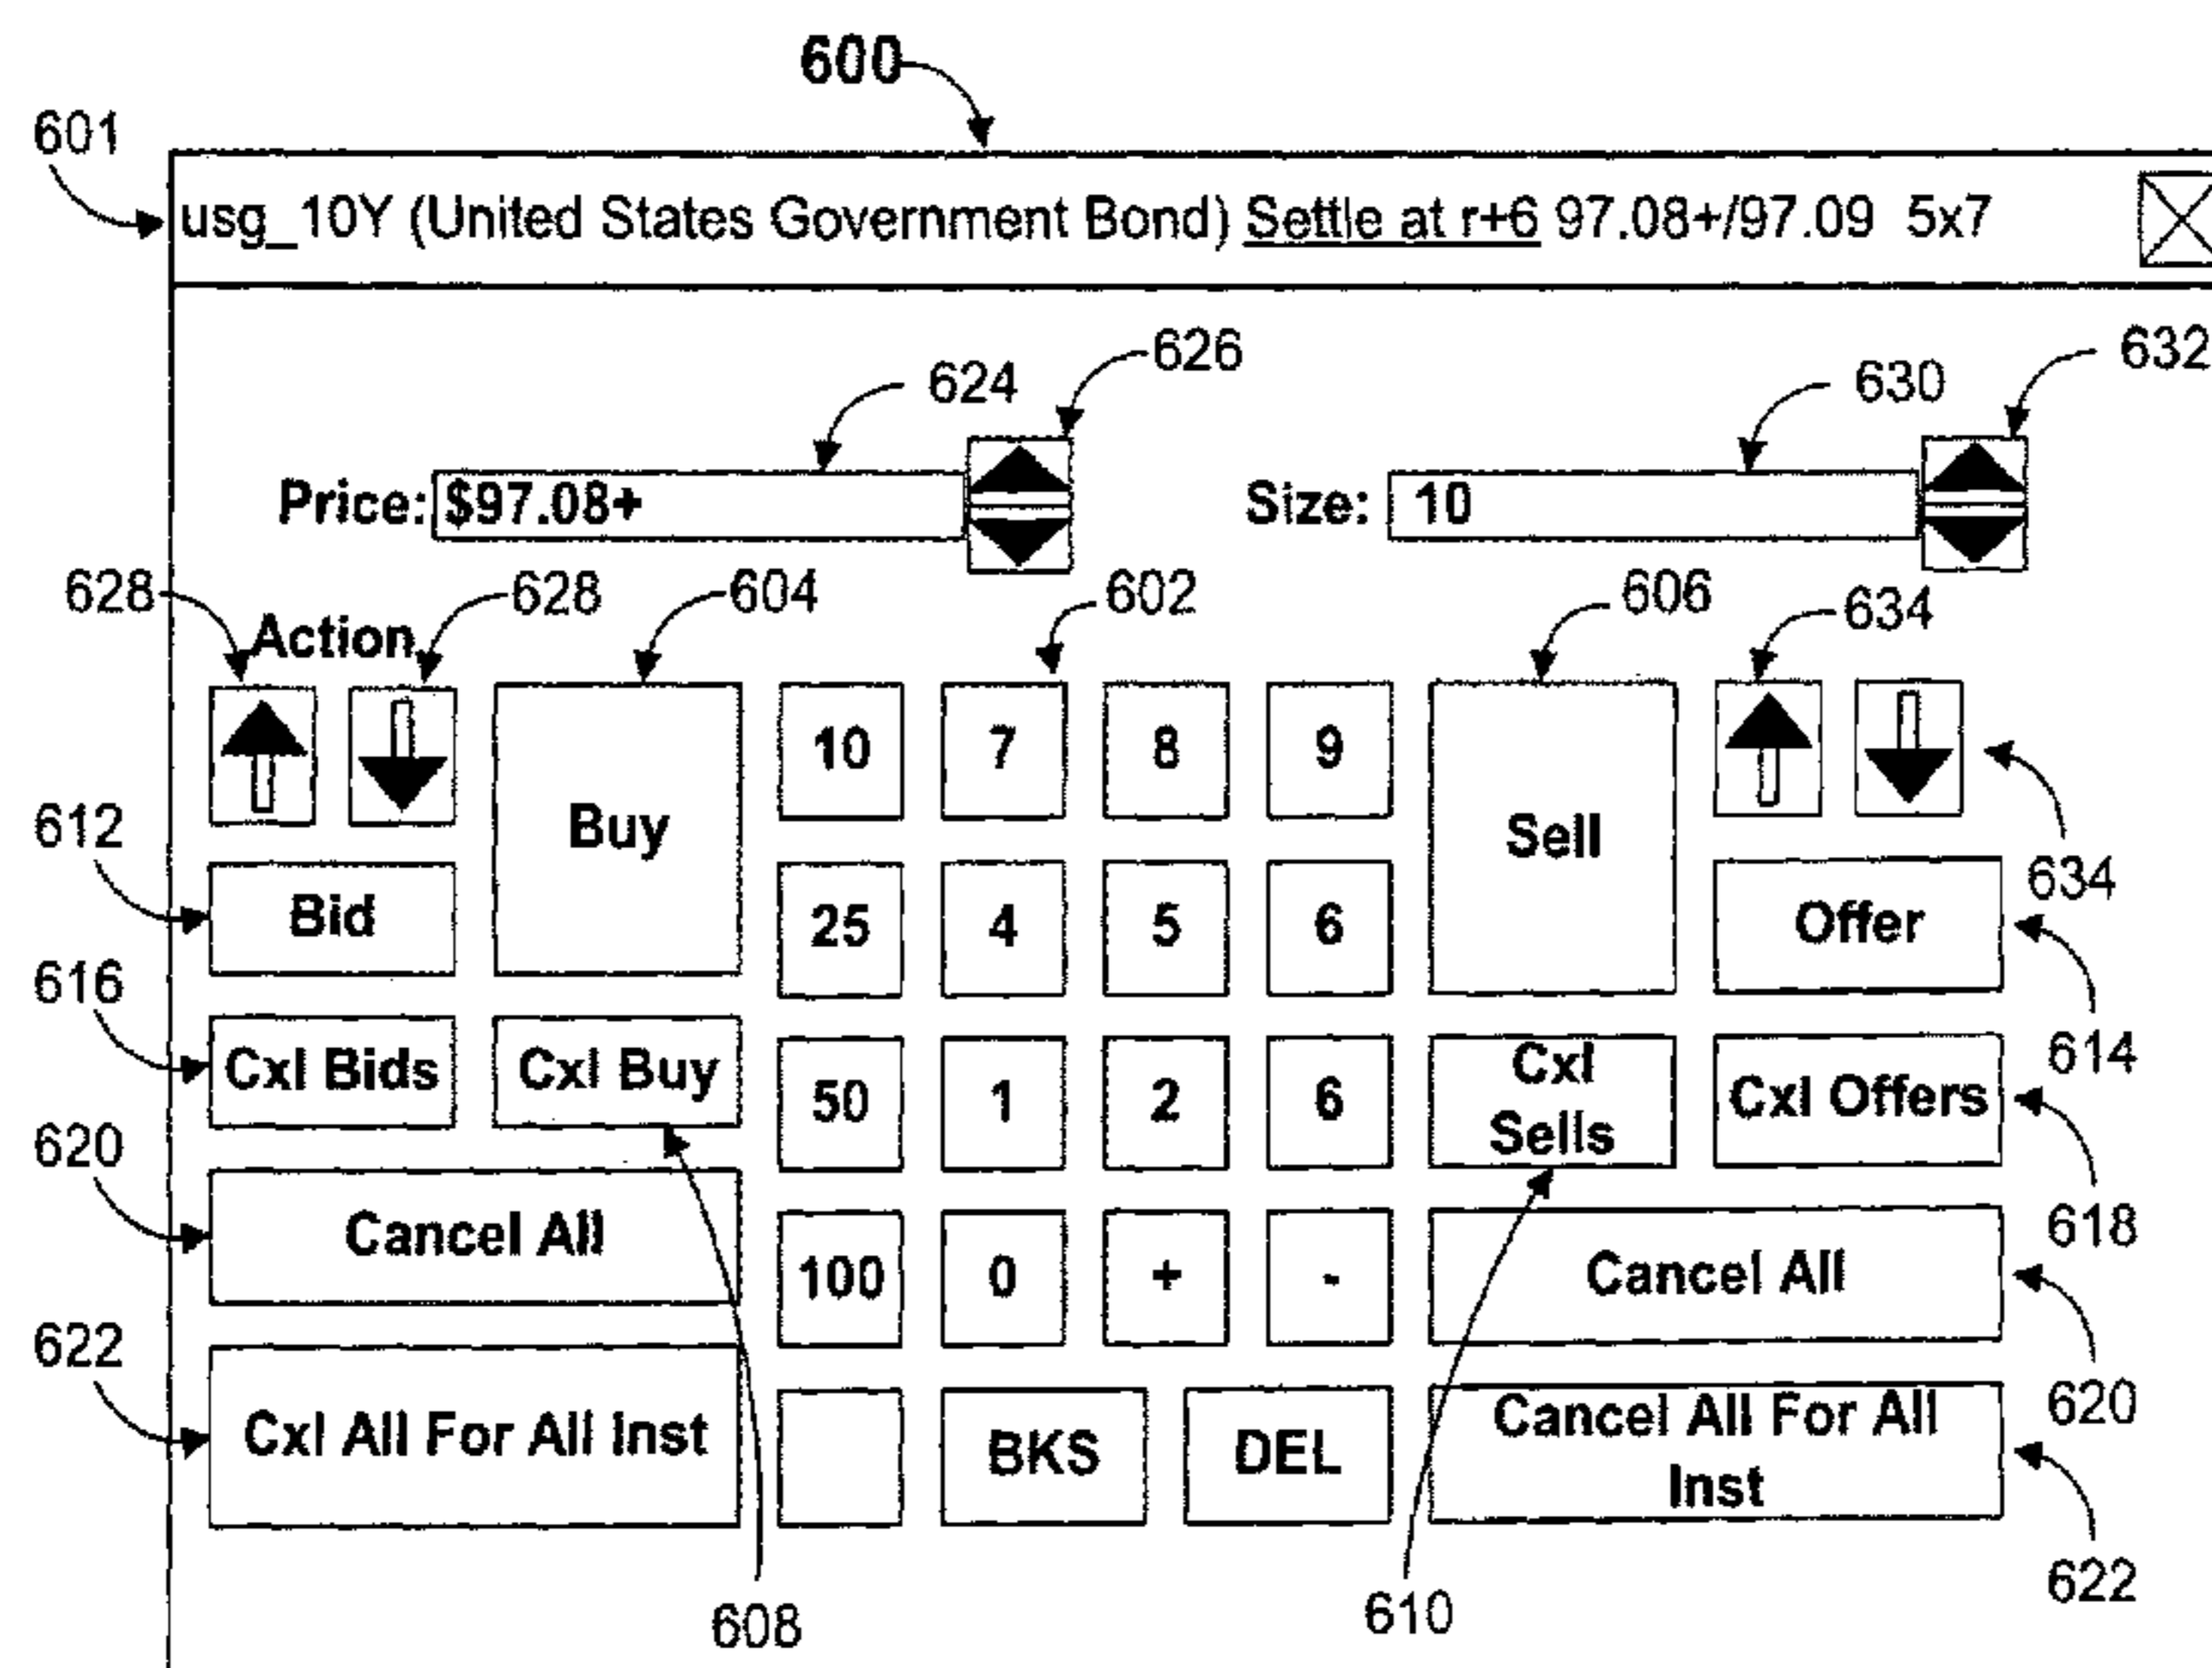 600
601
usg_10Y (United States Government Bond) Settle at r+6 97.08+/97.09 5x7
624
626
630
632
Price: $97.08+
Size: 10
628
Action
628
604
602
606
634
10
7
8
9
Buy
Sell
612
Bid
25
4
5
6
Offer
634
616
Cxl Bids
Cxl Buy
50
1
2
6
Cxl
Sells
Cxl Offers
614
620
Cancel All
100
0
+
-
Cancel All
618
622
Cxl All For All Inst
BKS
DEL
Cancel All For All
Inst
620
622
608
610